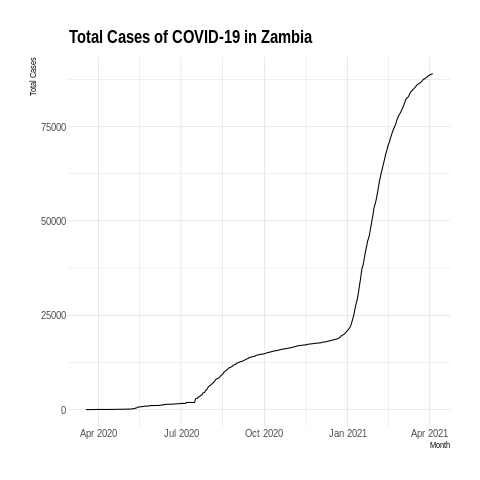 Total Cases of COVID-19 in Zambia
Total Cases
75000
50000
25000
0
Apr 2020 Jul 2020 Oct 2020 Jan 2021 Apr 2021
Month